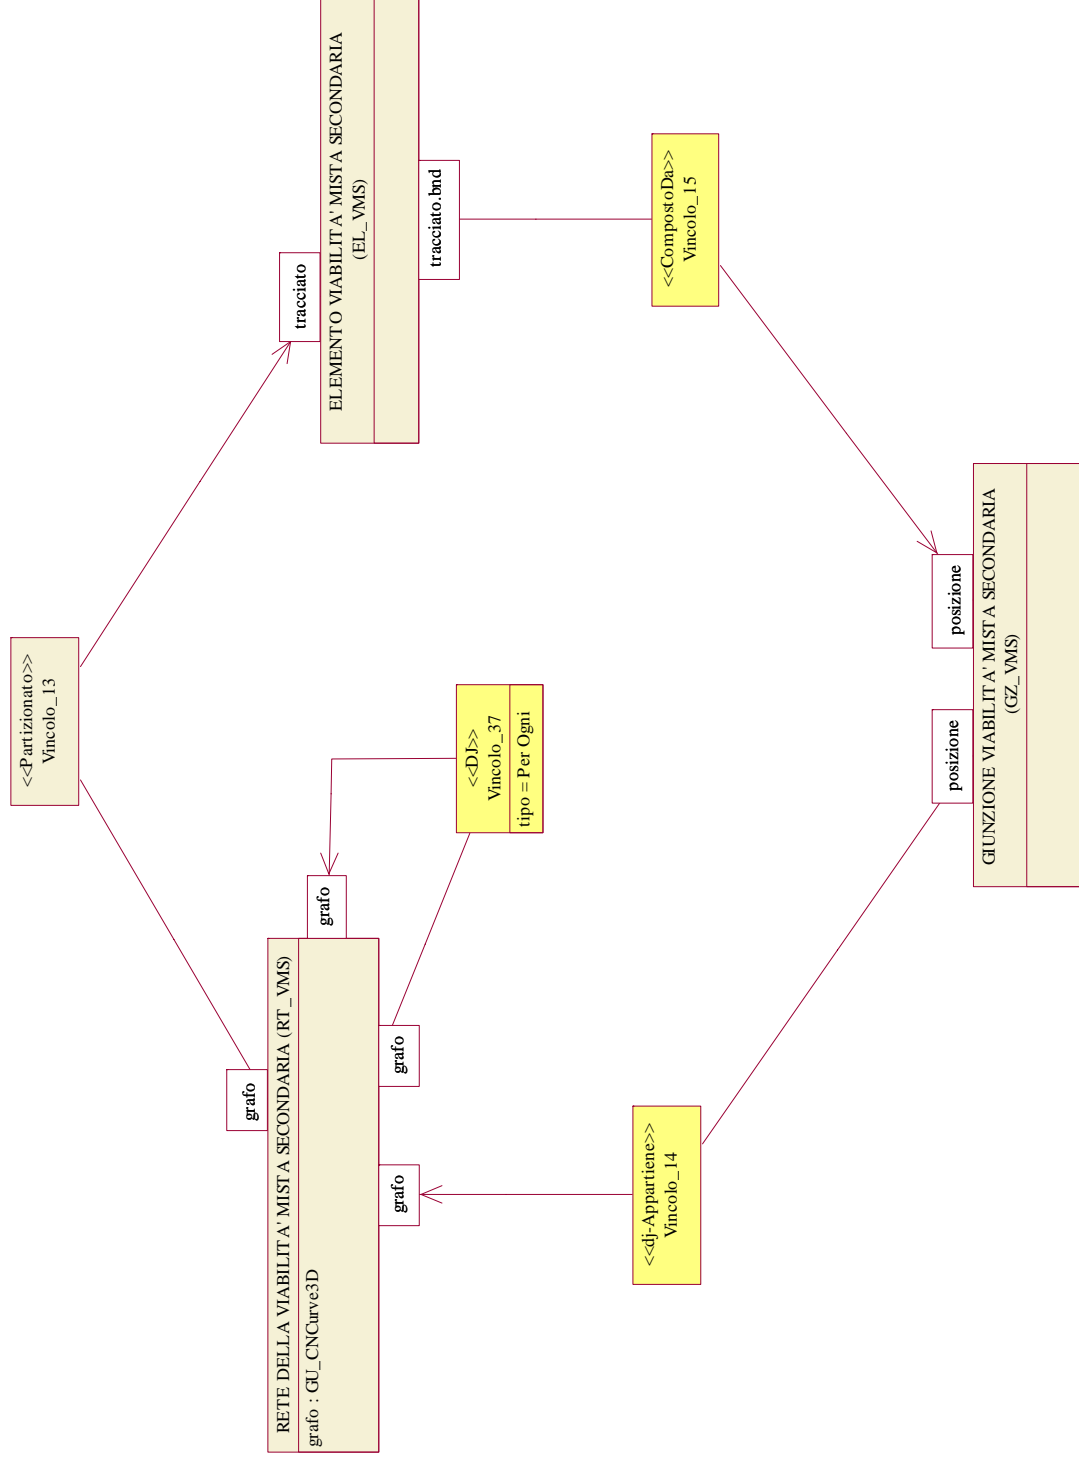 <<Partizionato>>
Vincolo_13
grafo
tracciato
RETE DELLA VIABILITA' MISTA SECONDARIA (RT_VMS)
grafo : GU_CNCurve3D
grafo
grafo
grafo
ELEMENTO VIABILITA' MISTA SECONDARIA
(EL_VMS)
tracciato.bnd
<<DJ>>
Vincolo_37
tipo = Per Ogni
<<dj-Appartiene>>
Vincolo_14
<<CompostoDa>>
Vincolo_15
posizione
posizione
GIUNZIONE VIABILITA' MISTA SECONDARIA
(GZ_VMS)